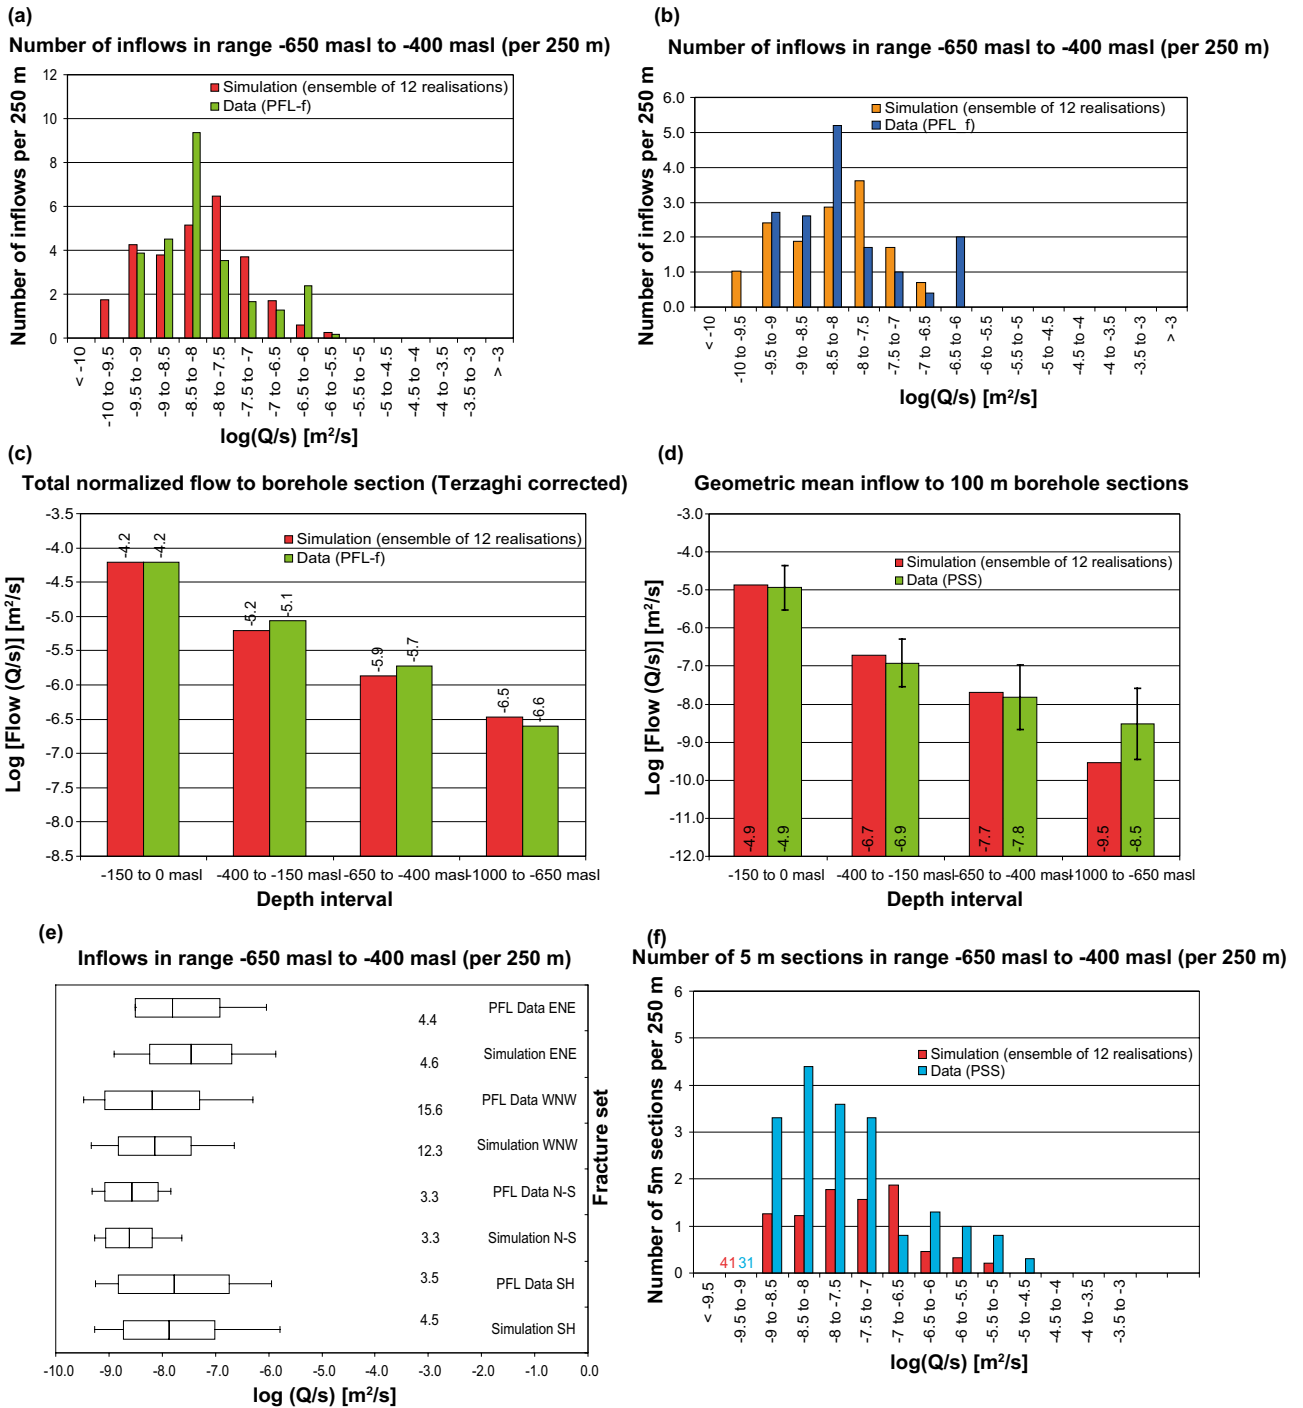 (a)
Number of inflows in range -650 masl to -400 masl (per 250 m)
Number of inflows per 250 m
12
10
8
6
4
2
0
Simulation (ensemble of 12 realisations)
Data (PFL-f)
< -10
-10 to -9.5
-9.5 to -9
-9 to -8.5
-8.5 to -8
-8 to -7.5
-7.5 to -7
-7 to -6.5
-6.5 to -6
-6 to -5.5
-5.5 to -5
-5 to -4.5
-4.5 to -4
-4 to -3.5
-3.5 to -3
> -3
log(Q/s) [m²/s]
(b)
Number of inflows in range -650 masl to -400 masl (per 250 m)
Number of inflows per 250 m
6.0
5.0
4.0
3.0
2.0
1.0
0.0
Simulation (ensemble of 12 realisations)
Data (PFL f)
< -10
-10 to -9.5
-9.5 to -9
-9 to -8.5
-8.5 to -8
-8 to -7.5
-7.5 to -7
-7 to -6.5
-6.5 to -6
-6 to -5.5
-5.5 to -5
-5 to -4.5
-4.5 to -4
-4 to -3.5
-3.5 to -3
> -3
log(Q/s) [m²/s]
(c)
Total normalized flow to borehole section (Terzaghi corrected)
Log [Flow (Q/s)] [m²/s]
-3.5
-4.0
-4.5
-5.0
-5.5
-6.0
-6.5
-7.0
-7.5
-8.0
-8.5
Simulation (ensemble of 12 realisations)
Data (PFL-f)
-4.2
-4.2
-5.2
-5.1
-5.9
-5.7
-6.5
-6.6
-150 to 0 masl
-400 to -150 masl
-650 to -400 masl
-1000 to -650 masl
Depth interval
(d)
Geometric mean inflow to 100 m borehole sections
Log [Flow (Q/s)] [m²/s]
-3.0
-4.0
-5.0
-6.0
-7.0
-8.0
-9.0
-10.0
-11.0
-12.0
Simulation (ensemble of 12 realisations)
Data (PSS)
-4.9
-4.9
-6.7
-6.9
-7.7
-7.8
-9.5
-8.5
-150 to 0 masl
-400 to -150 masl
-650 to -400 masl
-1000 to -650 masl
Depth interval
(e)
Inflows in range -650 masl to -400 masl (per 250 m)
4.4 PFL Data ENE
4.6 Simulation ENE
15.6 PFL Data WNW
12.3 Simulation WNW
3.3 PFL Data N-S
3.3 Simulation N-S
3.5 PFL Data SH
4.5 Simulation SH
Fracture set
-10.0 -9.0 -8.0 -7.0 -6.0 -5.0 -4.0 -3.0 -2.0 -1.0 0.0
log (Q/s) [m²/s]
(f)
Number of 5 m sections in range -650 masl to -400 masl (per 250 m)
Number of 5m sections per 250 m
6
5
4
3
2
1
0
Simulation (ensemble of 12 realisations)
Data (PSS)
41 31
< -9.5
-9.5 to -9
-9 to -8.5
-8.5 to -8
-8 to -7.5
-7.5 to -7
-7 to -6.5
-6.5 to -6
-6 to -5.5
-5.5 to -5
-5 to -4.5
-4.5 to -4
-4 to -3.5
-3.5 to -3
log(Q/s) [m²/s]